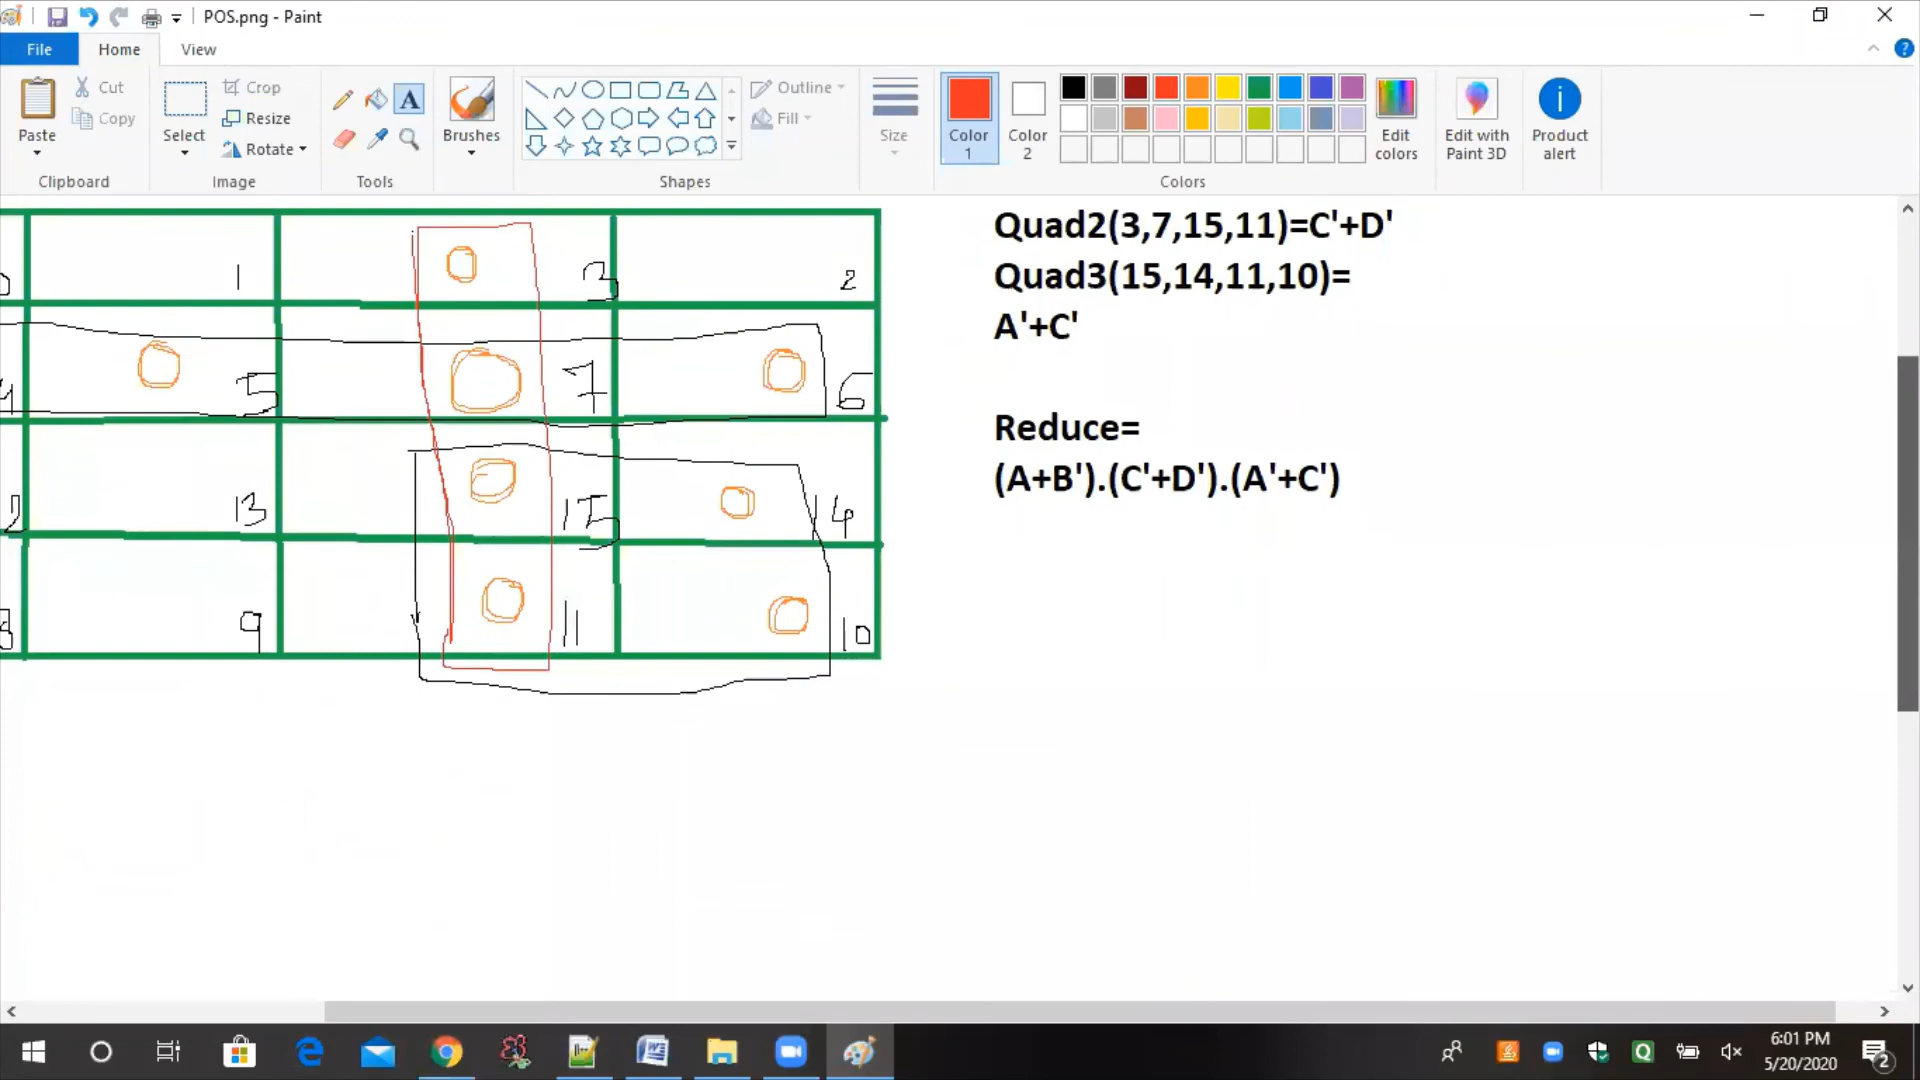 POS.png - Paint
File Home View
Paste
Cut
Copy
Clipboard
Select
Crop
Resize
Rotate
Image
Tools
Brushes
Shapes
Outline
Fill
Size
Color 1
Color 2
Colors
Edit colors
Edit with Paint 3D
Product alert
1 3 2
5 7 6
13 15 14
9 11 10
Quad2(3,7,15,11)=C'+D'
Quad3(15,14,11,10)=
A'+C'
Reduce=
(A+B').(C'+D').(A'+C')
6:01 PM
5/20/2020
2